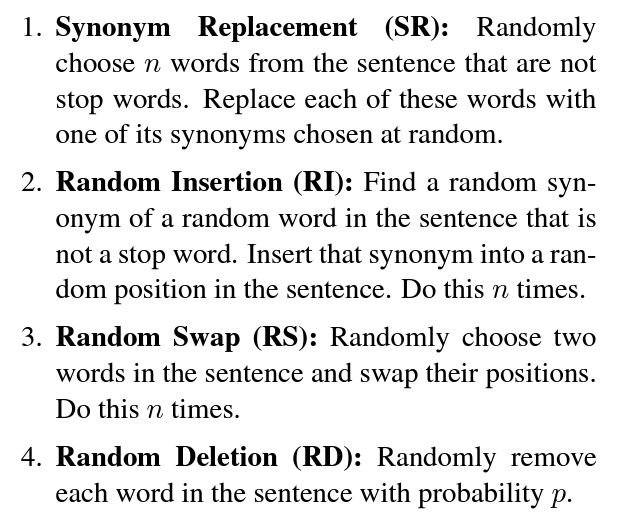 1. Synonym Replacement (SR): Randomly
choose n words from the sentence that are not
stop words. Replace each of these words with
one of its synonyms chosen at random.
2. Random Insertion (RI): Find a random syn-
onym of a random word in the sentence that is
not a stop word. Insert that synonym into a ran-
dom position in the sentence. Do this n times.
3. Random Swap (RS): Randomly choose two
words in the sentence and swap their positions.
Do this n times.
4. Random Deletion (RD): Randomly remove
each word in the sentence with probability p.